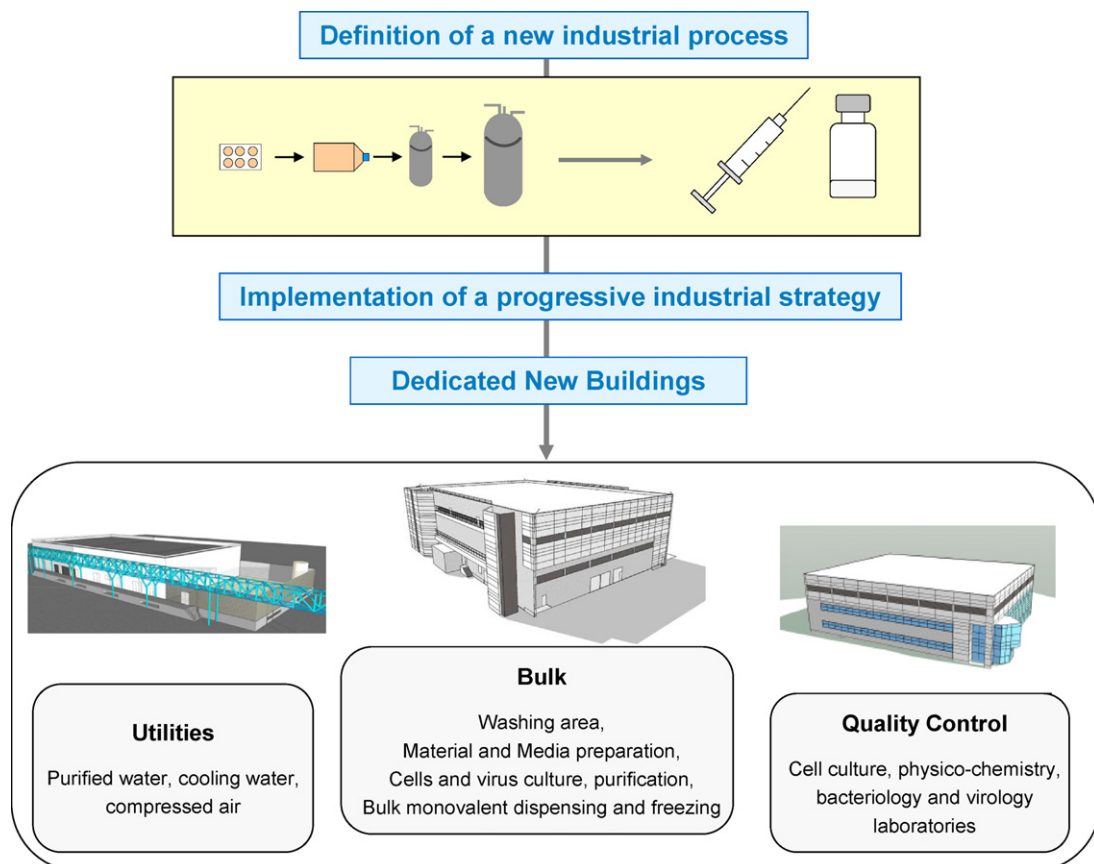 Definition of a new industrial process
Implementation of a progressive industrial strategy
Dedicated New Buildings
Utilities
Purified water, cooling water,
compressed air
Bulk
Washing area,
Material and Media preparation,
Cells and virus culture, purification,
Bulk monovalent dispensing and freezing
Quality Control
Cell culture, physico-chemistry,
bacteriology and virology
laboratories